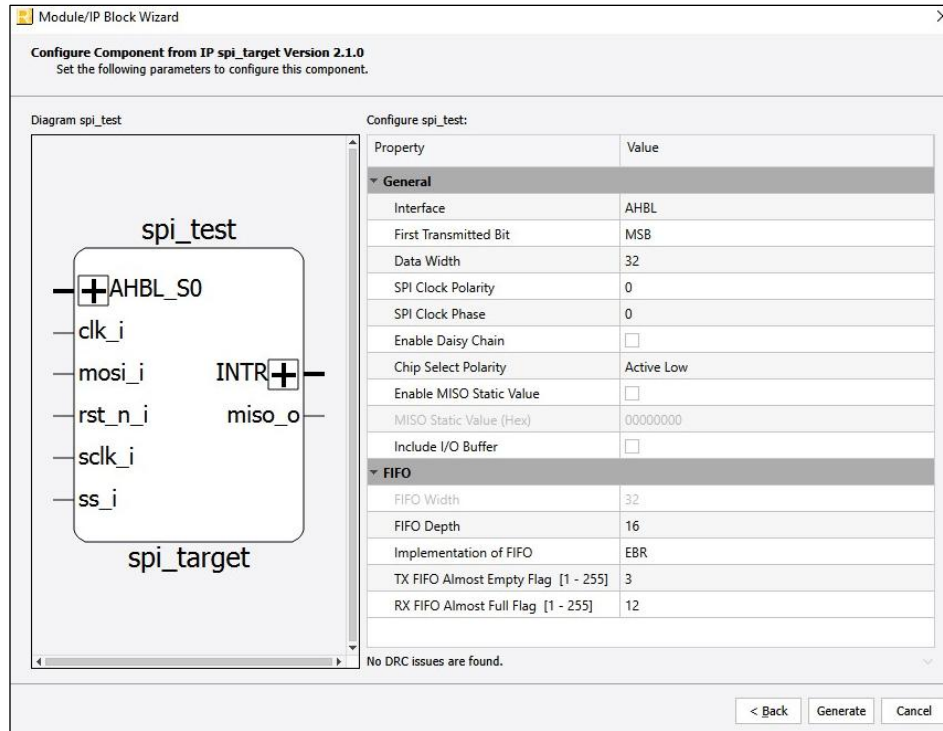 Module/IP Block Wizard
Configure Component from IP spi_target Version 2.1.0
Set the following parameters to configure this component.
Diagram spi_test
Configure spi_test:
spi_test
AHBL_S0
clk_i
mosi_i
INTR
rst_n_i
miso_o
sclk_i
ss_i
spi_target
Property Value
General
Interface AHBL
First Transmitted Bit MSB
Data Width 32
SPI Clock Polarity 0
SPI Clock Phase 0
Enable Daisy Chain
Chip Select Polarity Active Low
Enable MISO Static Value
MISO Static Value (Hex) 00000000
Include I/O Buffer
FIFO
FIFO Width 32
FIFO Depth 16
Implementation of FIFO EBR
TX FIFO Almost Empty Flag [1 - 255] 3
RX FIFO Almost Full Flag [1 - 255] 12
No DRC issues are found.
< Back Generate Cancel